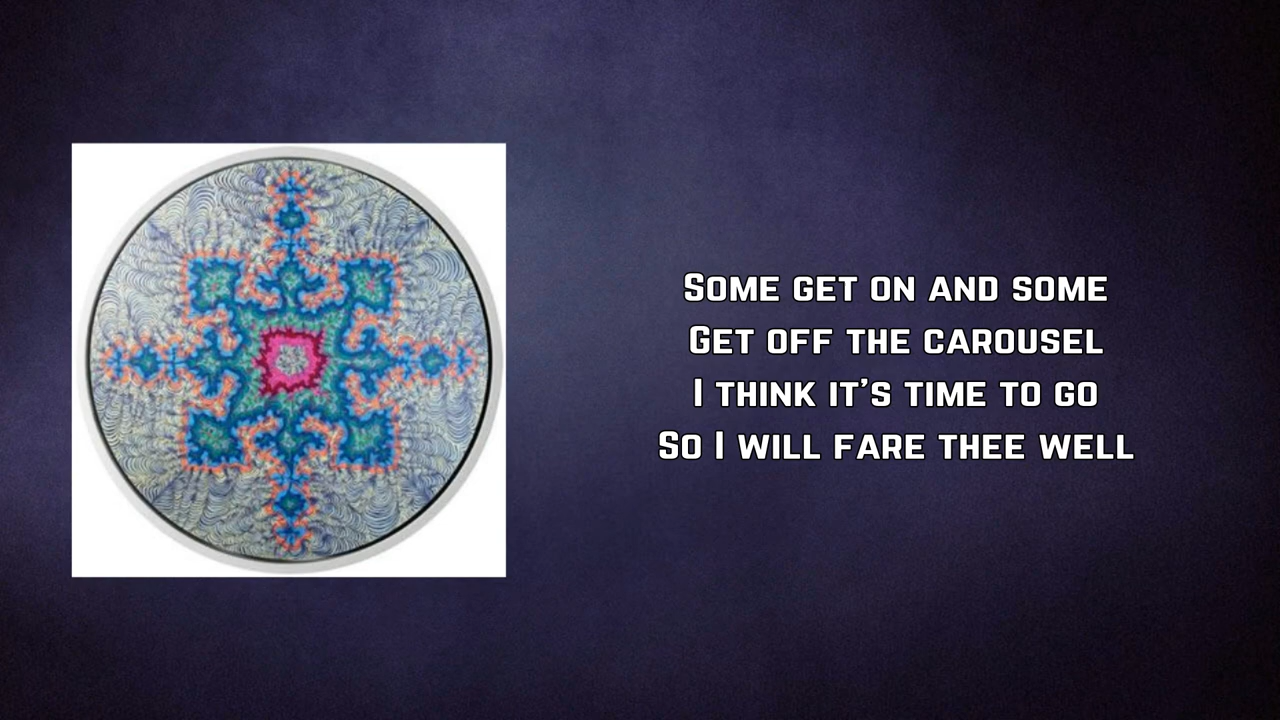 Some get on and some
Get off the carousel
I think it’s time to go
So I will fare thee well